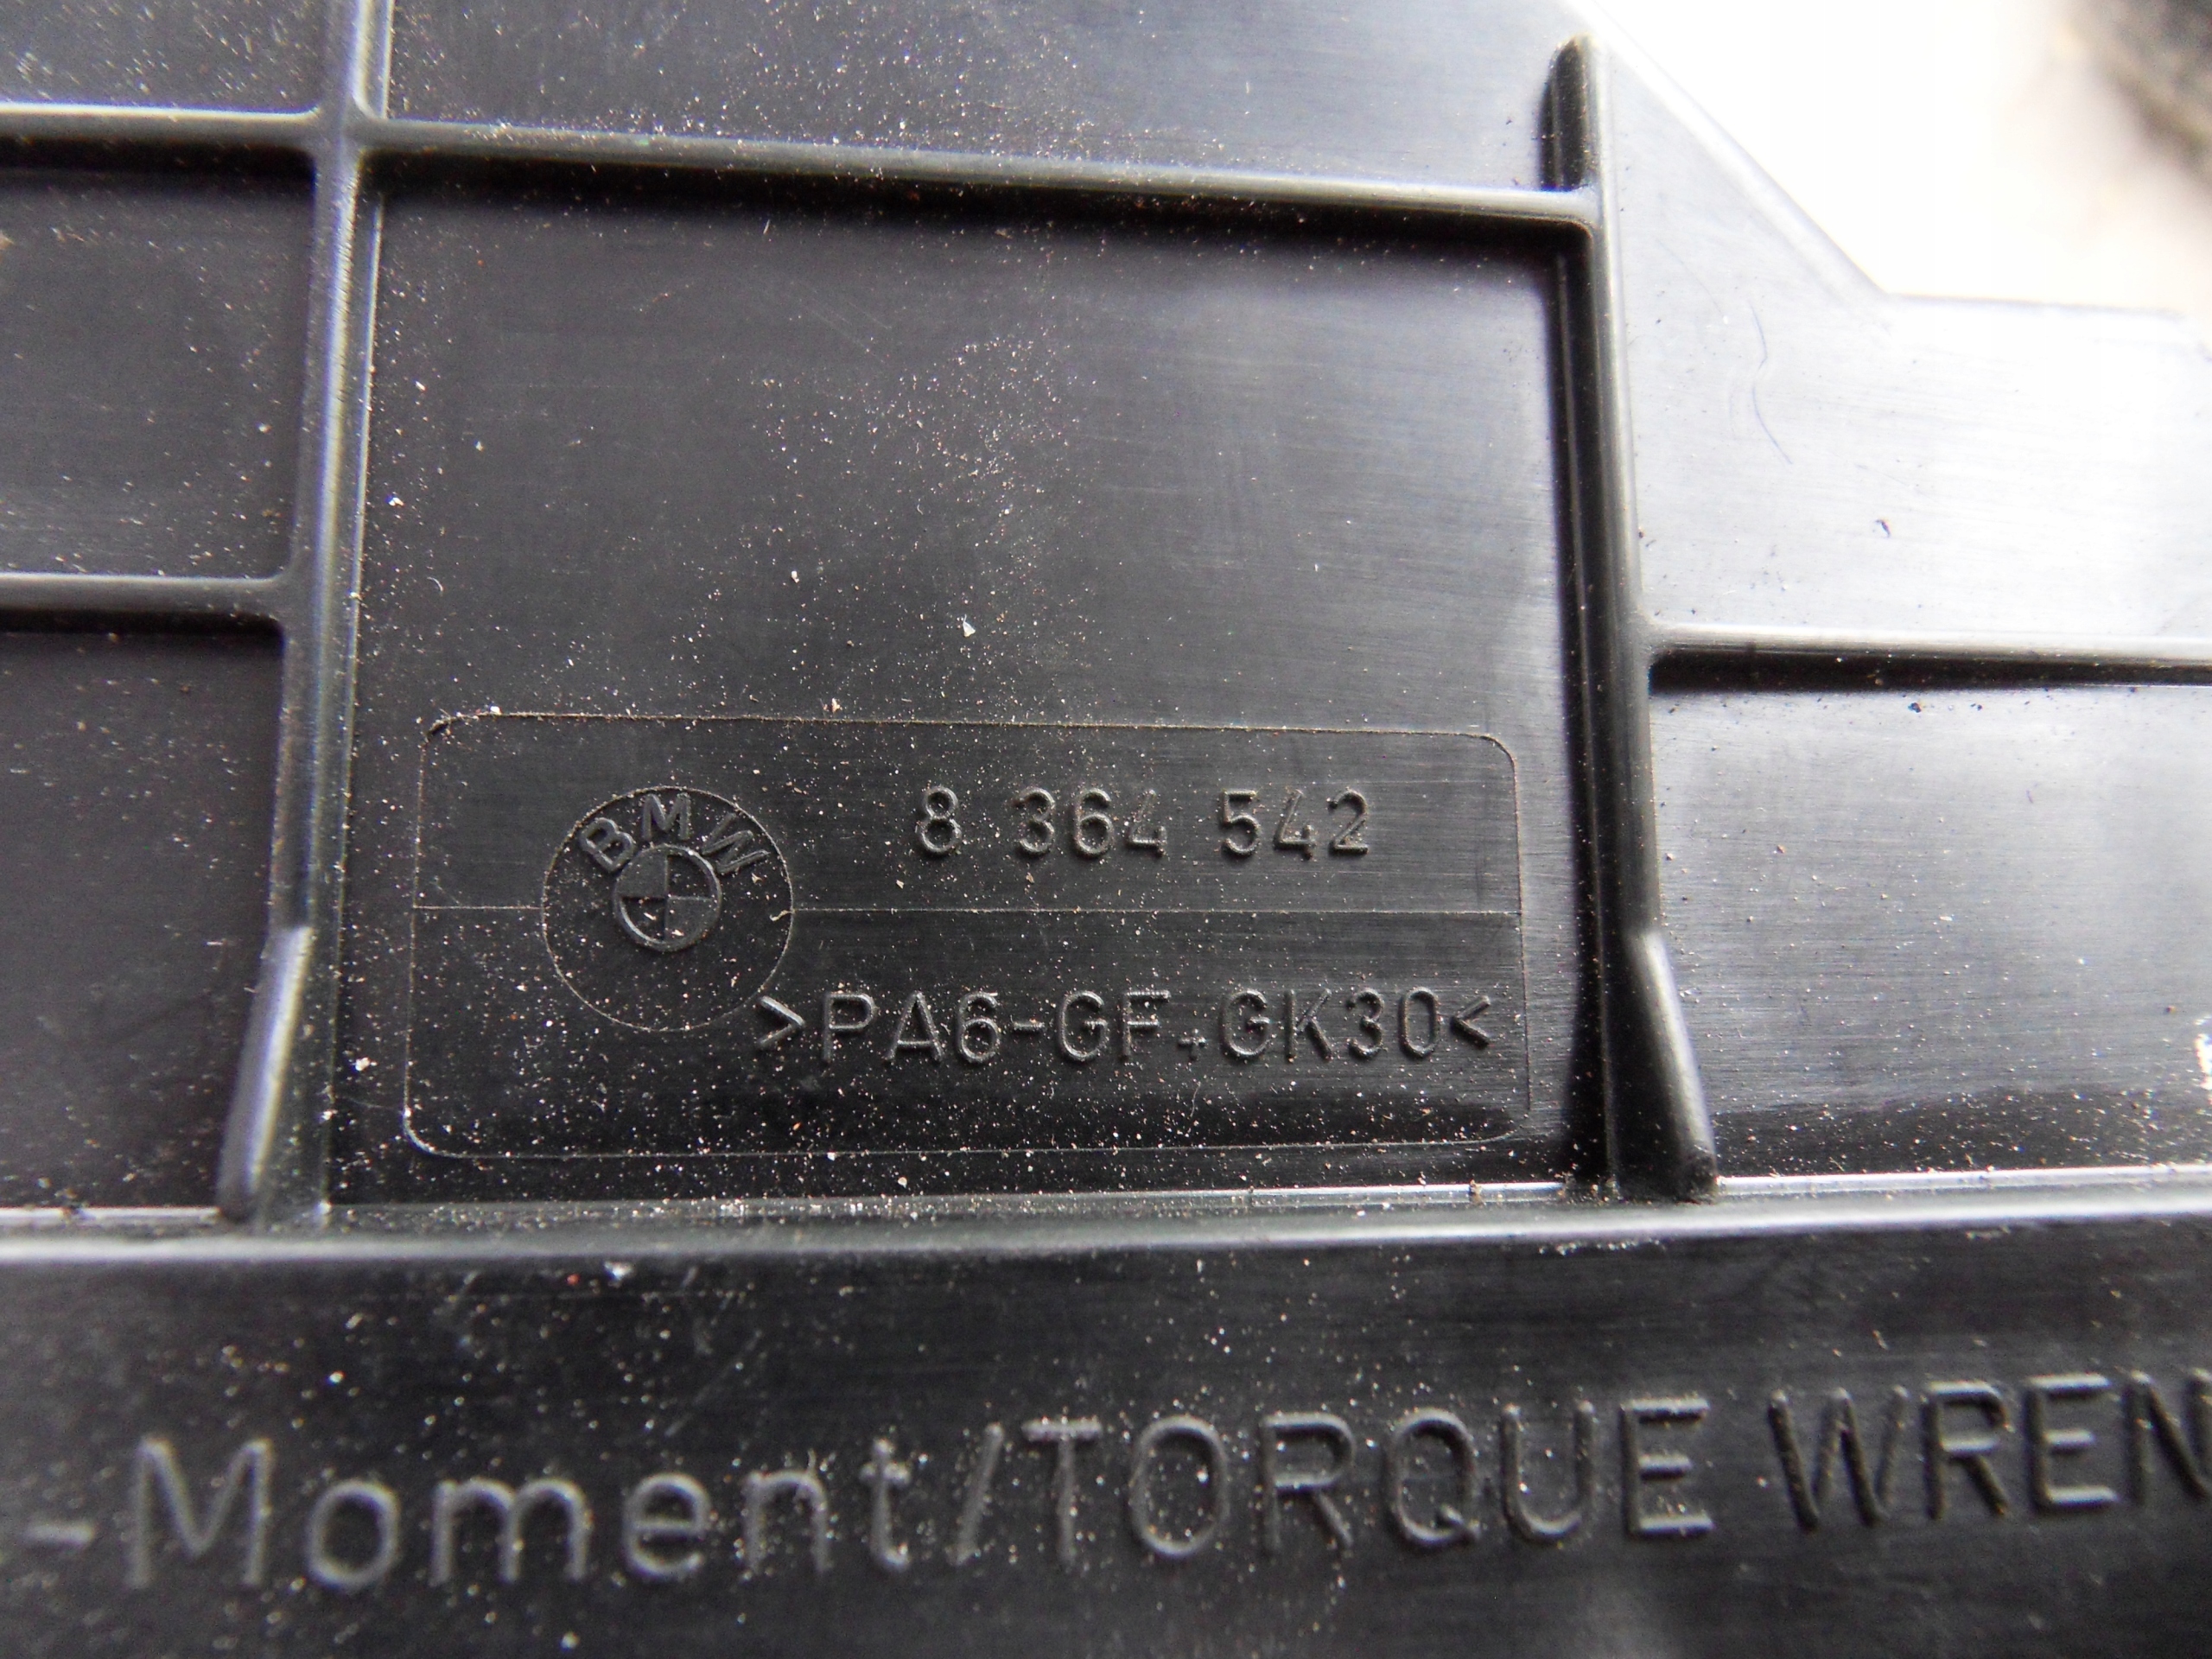 BMW
8 364 542
>PA6-GF+GK30<
-Moment/TORQUE WREN